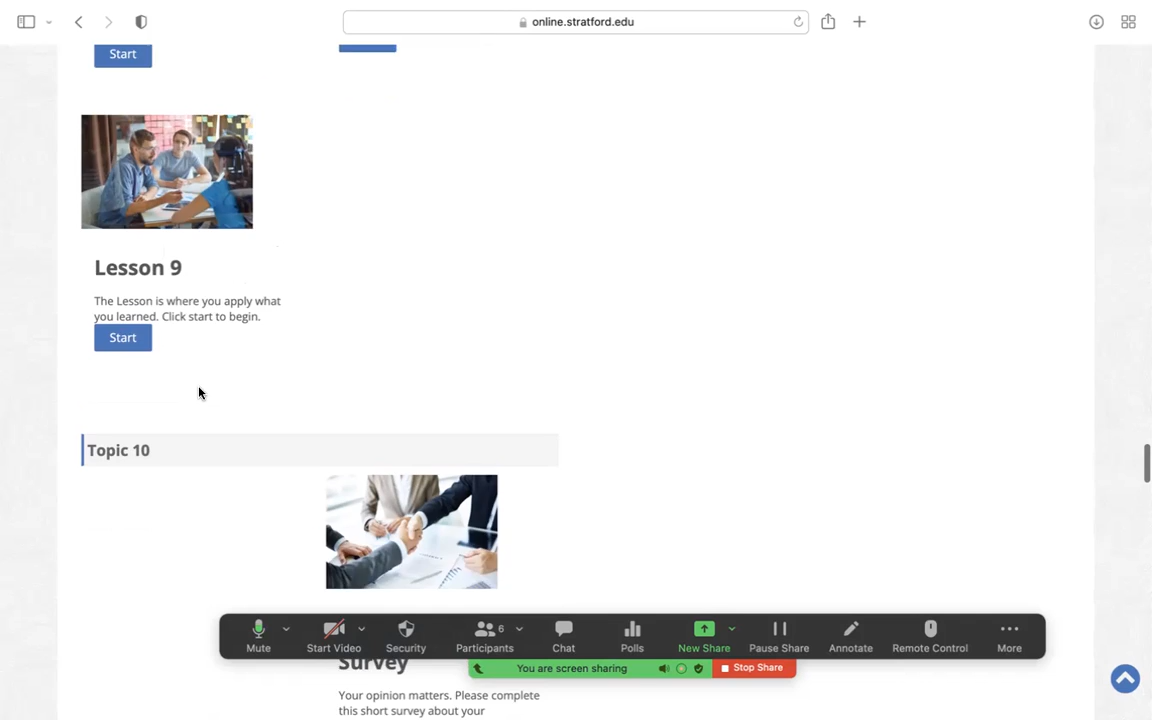 online.stratford.edu
Start
Lesson 9
The Lesson is where you apply what
you learned. Click start to begin.
Start
Topic 10
Mute
Start Video
Security
6
Participants
Chat
Polls
New Share
Pause Share
Annotate
Remote Control
More
Survey
You are screen sharing
Stop Share
Your opinion matters. Please complete
this short survey about your